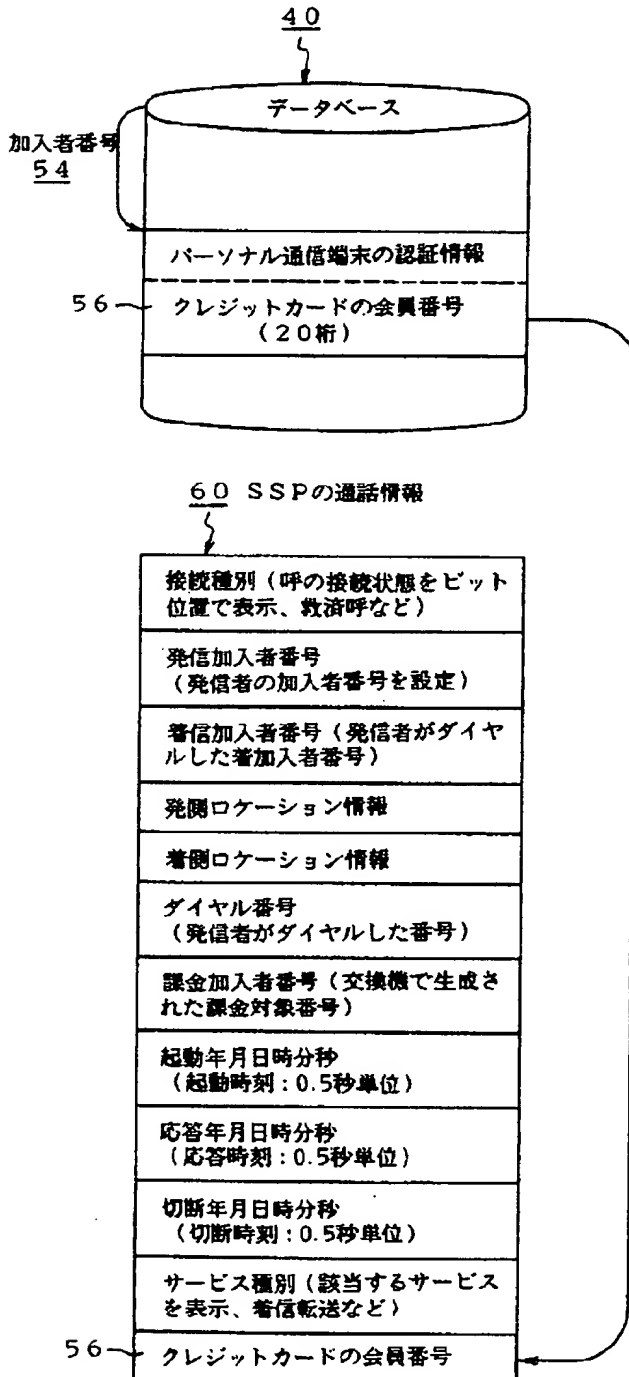 40
データベース
加入者番号
54
パーソナル通信端末の認証情報
56
クレジットカードの会員番号
(20桁)
60 SSPの通話情報
接続種別(呼の接続状態をビット
位置で表示、救済呼など)
発信加入者番号
(発信者の加入者番号を設定)
着信加入者番号(発信者がダイヤ
ルした着加入者番号)
発側ロケーション情報
着側ロケーション情報
ダイヤル番号
(発信者がダイヤルした番号)
課金加入者番号(交換機で生成さ
れた課金対象番号)
起動年月日時分秒
(起動時刻:0.5秒単位)
応答年月日時分秒
(応答時刻:0.5秒単位)
切断年月日時分秒
(切断時刻:0.5秒単位)
サービス種別(該当するサービス
を表示、着信転送など)
56
クレジットカードの会員番号